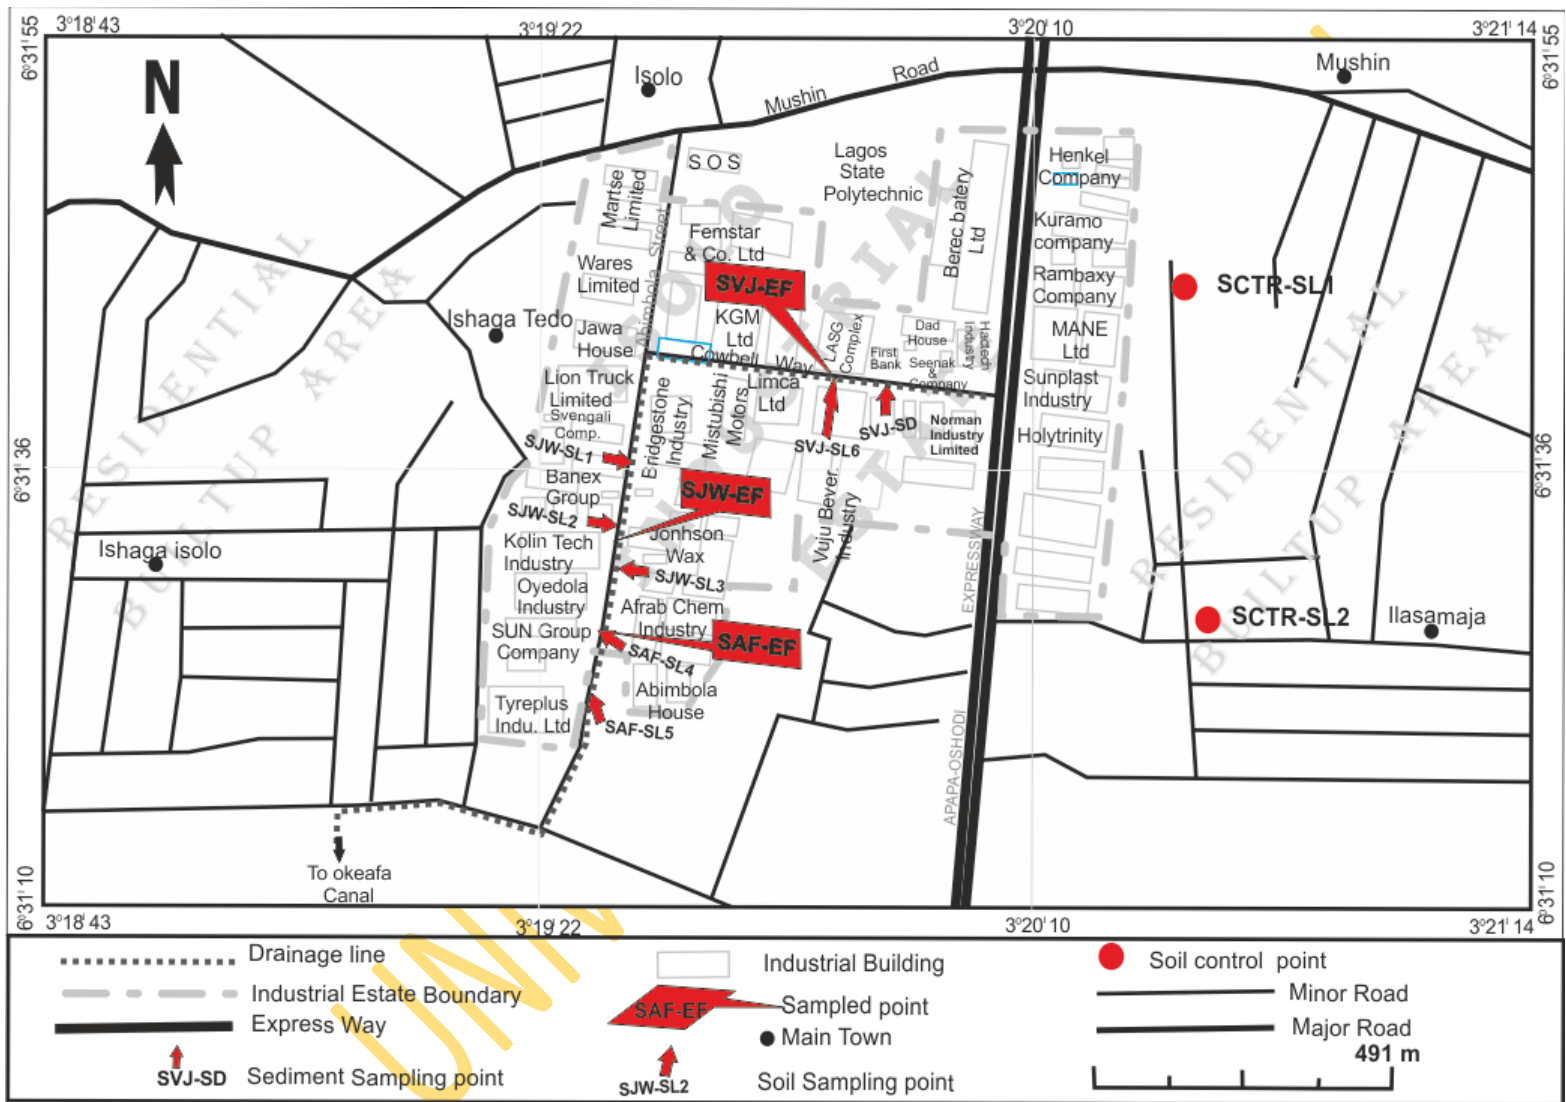 3°18' 43
3°19' 22
3°20' 10
3°21' 14
6°31' 55
6°31' 55
N
Isolo
Mushin Road
Mushin
SOS
Lagos
State
Polytechnic
Henkel
Company
Martse
Limited
Abimbola Street
Femstar
& Co. Ltd
Berec batery
Ltd
Kuramo
company
Wares
Limited
SVJ-EF
Rambaxy
Company
SCTR-SL1
RESIDENTIAL
BUILTUP AREA
ISOLO
INDUSTRIAL
ESTATE
RESIDENTIAL
BUILTUP AREA
Ishaga Tedo
Jawa
House
KGM
Ltd
Cowbell Way
LASG
Complex
First
Bank
Dad
House
Seenak
&
Company
Industry
MANE
Ltd
Lion Truck
Limited
Svengali
Comp.
Bridgestone
Industry
Mistubishi
Motors
Limca
Ltd
Sunplast
Industry
SJW-SL1
SVJ-SL6
SVJ-SD
Norman
Industry
Limited
Holytrinity
6°31' 36
6°31' 36
Banex
Group
SJW-EF
SJW-SL2
Vuju Bever.
Industry
Ishaga isolo
Kolin Tech
Industry
Jonhson
Wax
EXPRESSWAY
Oyedola
Industry
SJW-SL3
Afrab Chem
Industry
SUN Group
Company
SAF-EF
SAF-SL4
SCTR-SL2
Ilasamaja
Abimbola
House
Tyreplus
Indu. Ltd
SAF-SL5
APAPA-OSHODI
To okeafa
Canal
6°31' 10
6°31' 10
3°18' 43
3°19' 22
3°20' 10
3°21' 14
Drainage line
Industrial Estate Boundary
Express Way
SVJ-SD
Sediment Sampling point
Industrial Building
SAF-EF
Sampled point
Main Town
SJW-SL2
Soil Sampling point
Soil control point
Minor Road
Major Road
491 m